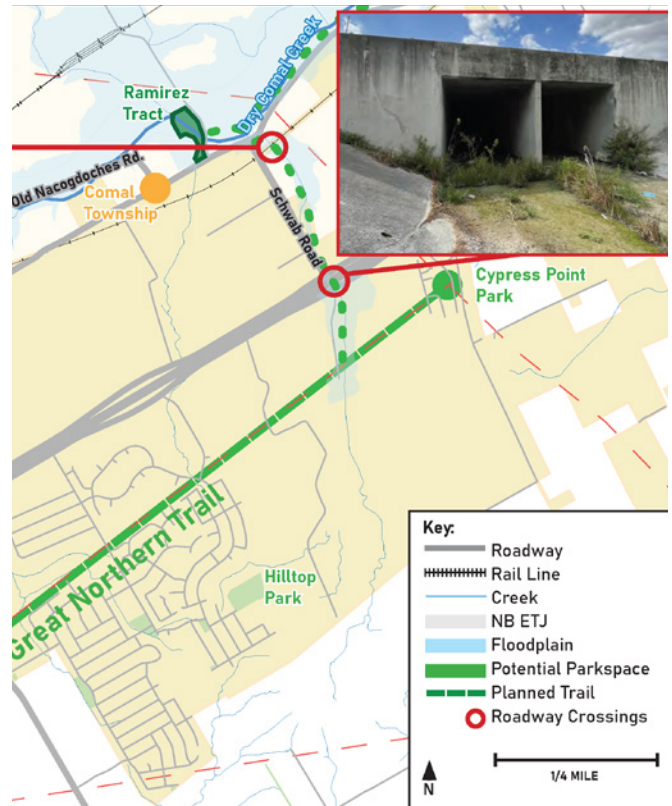 Ramirez
Tract
Dry Comal Creek
Old Nacogdoches Rd.
Comal
Township
Schwab Road
Cypress Point
Park
Great Northern Trail
Hilltop
Park
Key:
Roadway
Rail Line
Creek
NB ETJ
Floodplain
Potential Parkspace
Planned Trail
Roadway Crossings
N
1/4 MILE